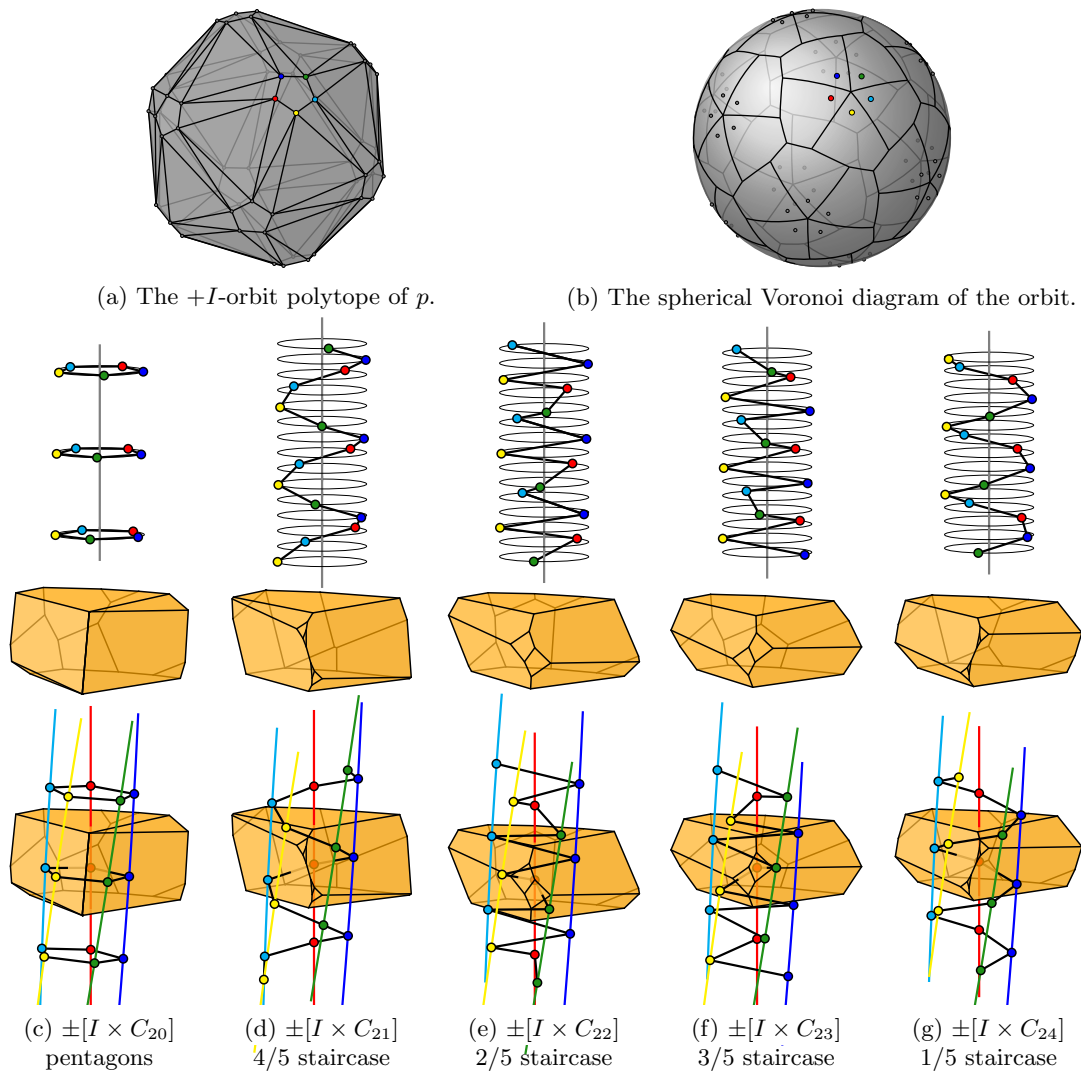 (a) The +I-orbit polytope of p.
(b) The spherical Voronoi diagram of the orbit.
(c) ±[I × C₂₀]
pentagons
(d) ±[I × C₂₁]
4/5 staircase
(e) ±[I × C₂₂]
2/5 staircase
(f) ±[I × C₂₃]
3/5 staircase
(g) ±[I × C₂₄]
1/5 staircase